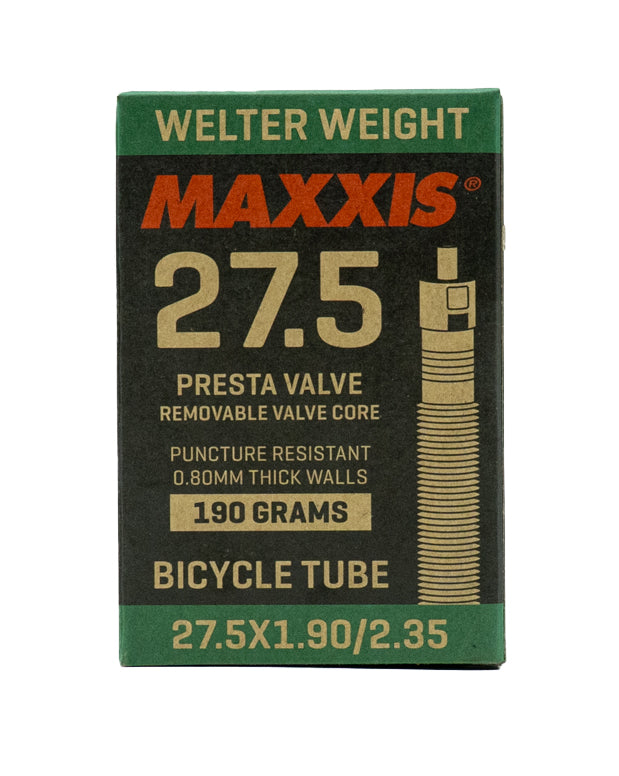 WELTER WEIGHT
MAXXIS®
27.5
PRESTA VALVE
REMOVABLE VALVE CORE
PUNCTURE RESISTANT
0.80MM THICK WALLS
190 GRAMS
BICYCLE TUBE
27.5X1.90/2.35